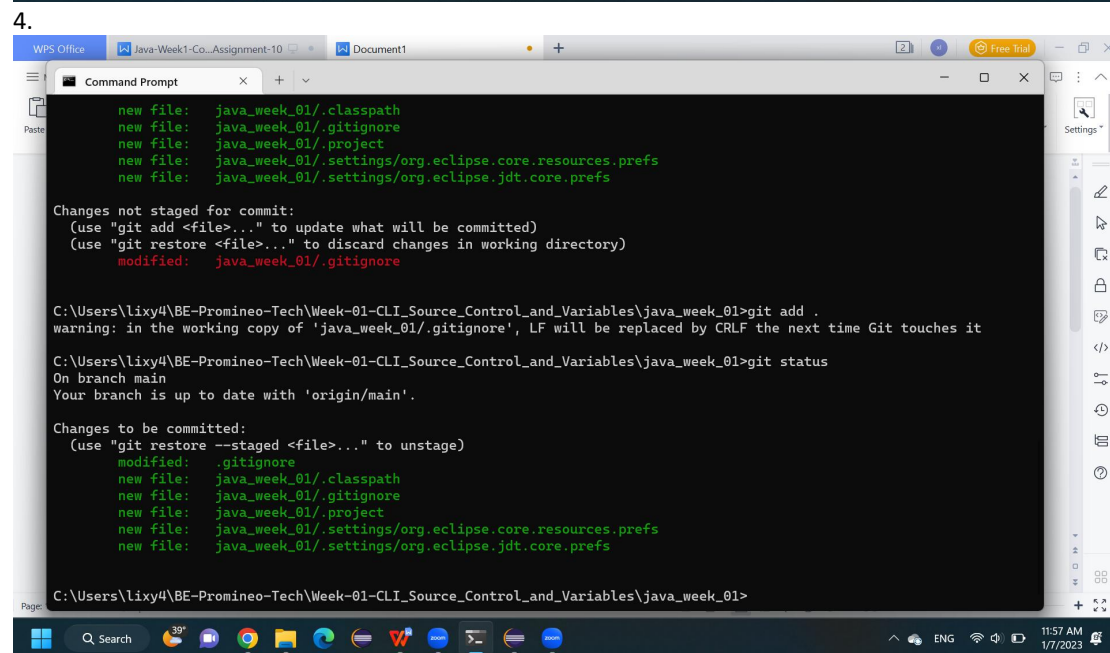 4.
WPS Office Java-Week1-Co...Assignment-10 Document1 + 2 Free Trial
Command Prompt
Paste
Settings
new file: java_week_01/.classpath
new file: java_week_01/.gitignore
new file: java_week_01/.project
new file: java_week_01/.settings/org.eclipse.core.resources.prefs
new file: java_week_01/.settings/org.eclipse.jdt.core.prefs
Changes not staged for commit:
(use "git add <file>..." to update what will be committed)
(use "git restore <file>..." to discard changes in working directory)
modified: java_week_01/.gitignore
C:\Users\lixy4\BE-Promineo-Tech\Week-01-CLI_Source_Control_and_Variables\java_week_01>git add .
warning: in the working copy of 'java_week_01/.gitignore', LF will be replaced by CRLF the next time Git touches it
C:\Users\lixy4\BE-Promineo-Tech\Week-01-CLI_Source_Control_and_Variables\java_week_01>git status
On branch main
Your branch is up to date with 'origin/main'.
Changes to be committed:
(use "git restore --staged <file>..." to unstage)
modified: .gitignore
new file: java_week_01/.classpath
new file: java_week_01/.gitignore
new file: java_week_01/.project
new file: java_week_01/.settings/org.eclipse.core.resources.prefs
new file: java_week_01/.settings/org.eclipse.jdt.core.prefs
C:\Users\lixy4\BE-Promineo-Tech\Week-01-CLI_Source_Control_and_Variables\java_week_01>
Page:
Search 39° zoom zoom ENG 11:57 AM
1/7/2023